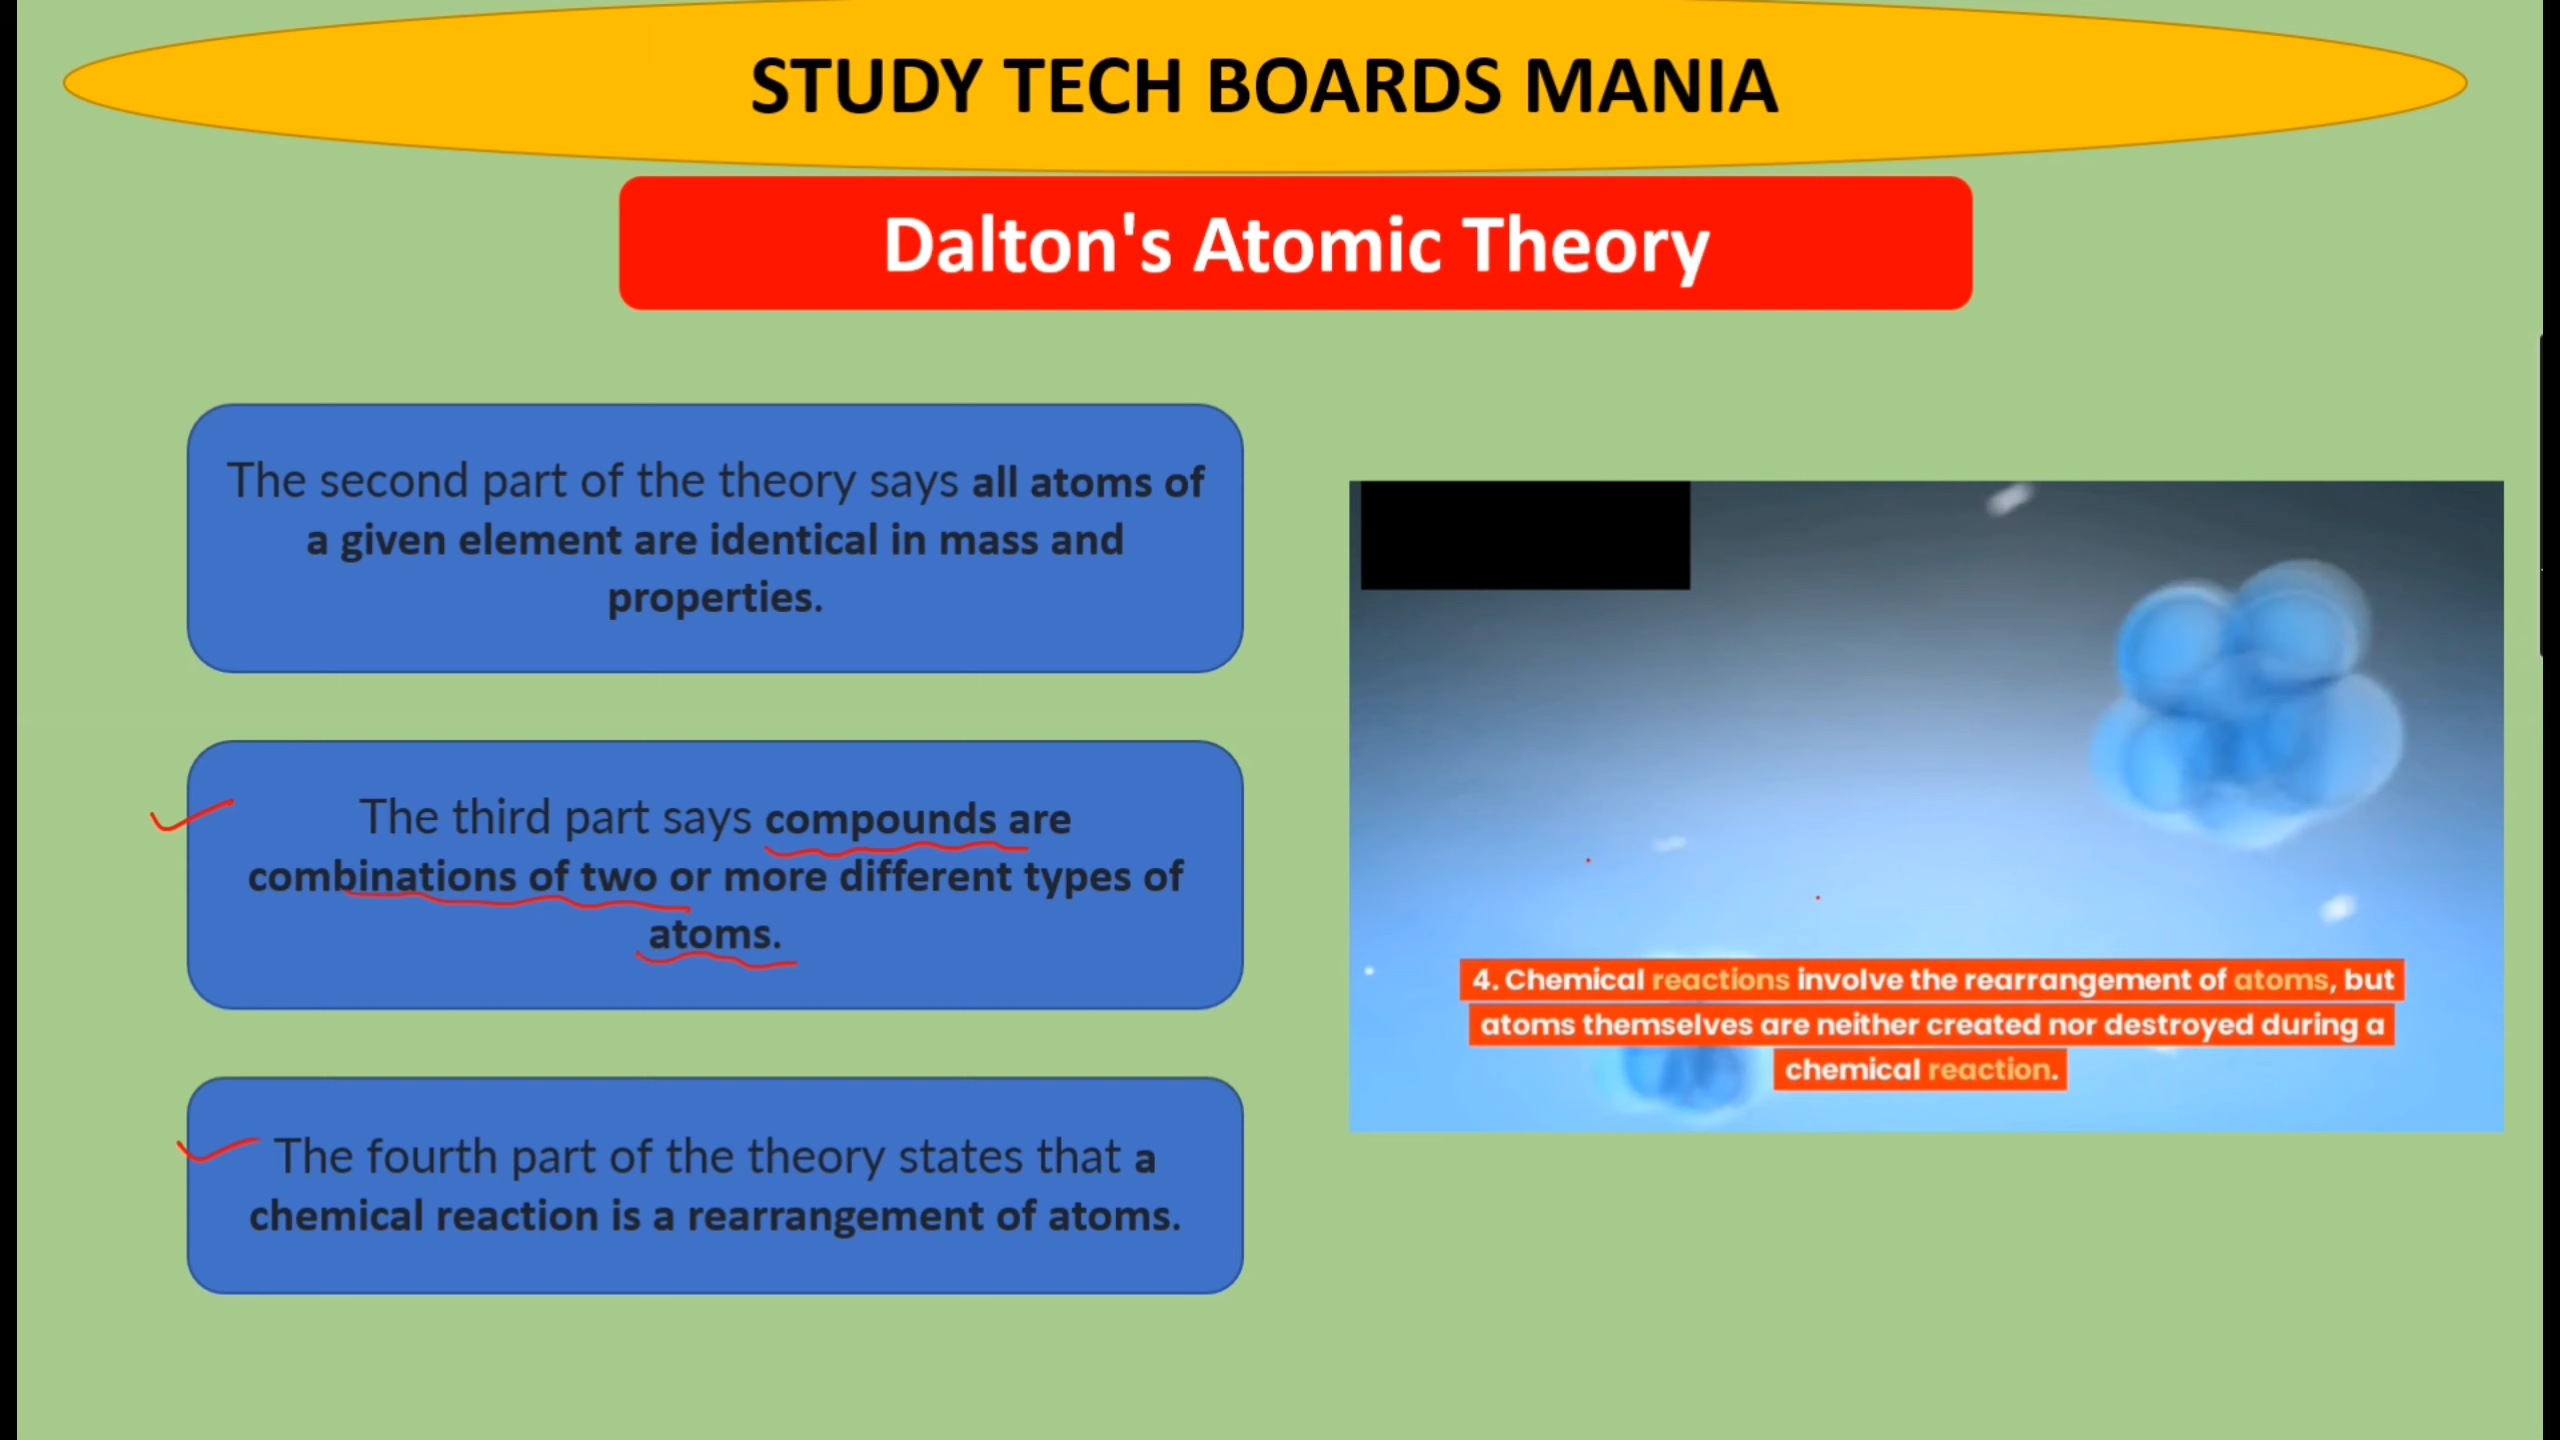 STUDY TECH BOARDS MANIA
Dalton's Atomic Theory
The second part of the theory says all atoms of
a given element are identical in mass and
properties.
The third part says compounds are
combinations of two or more different types of
atoms.
The fourth part of the theory states that a
chemical reaction is a rearrangement of atoms.
4. Chemical reactions involve the rearrangement of atoms, but
atoms themselves are neither created nor destroyed during a
chemical reaction.